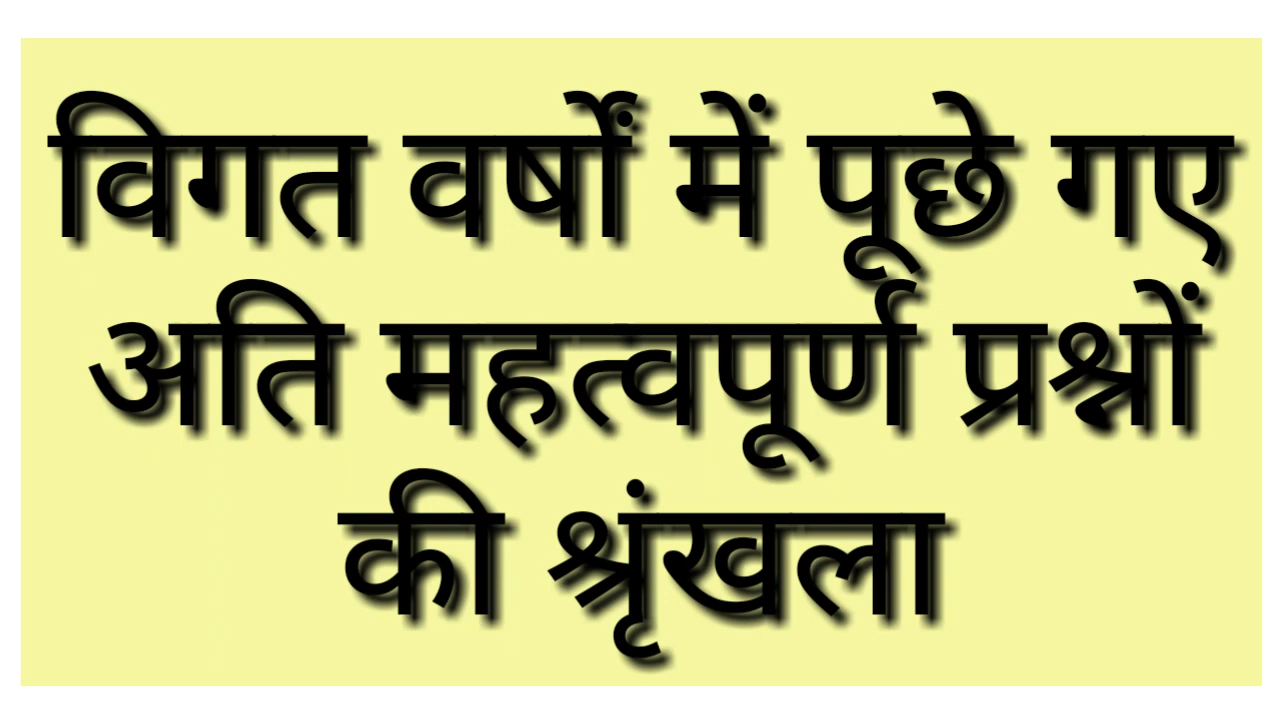 विगत वर्षों में पूछे गए
अति महत्वपूर्ण प्रश्नों
की श्रृंखला